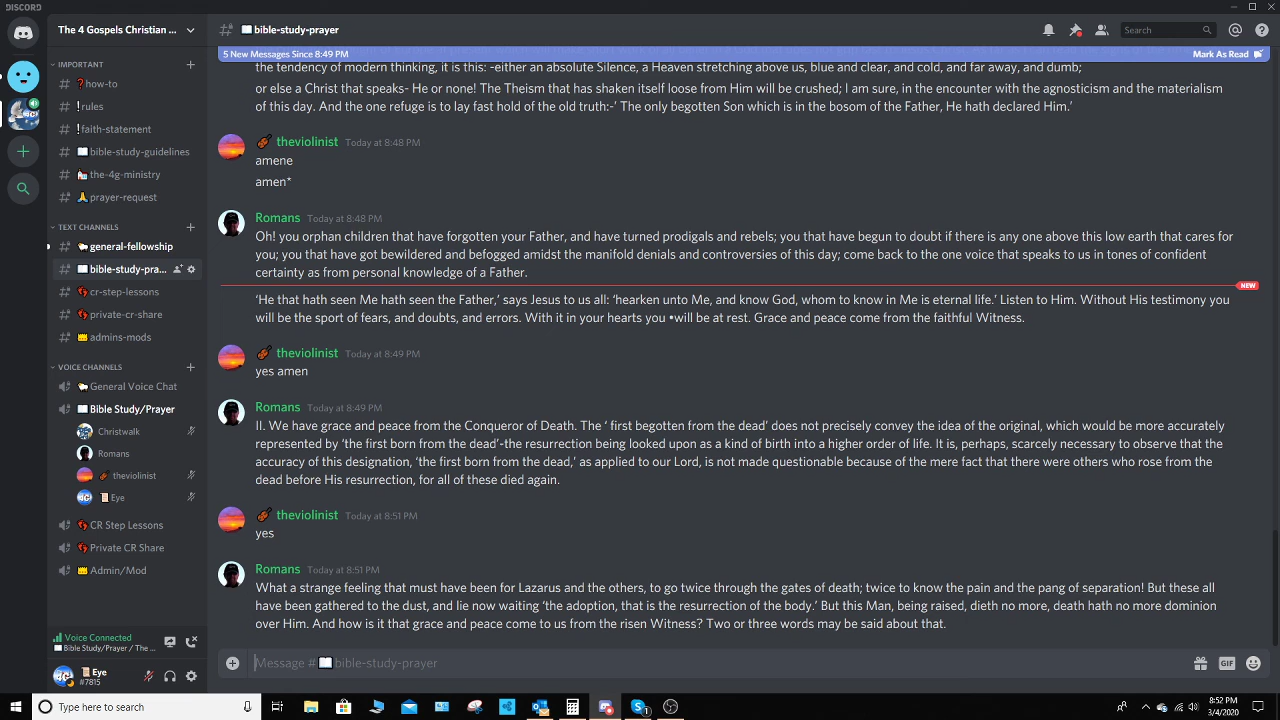 DISCORD
The 4 Gospels Christian ...
IMPORTANT
how-to
rules
faith-statement
bible-study-guidelines
the-4g-ministry
prayer-request
TEXT CHANNELS
general-fellowship
bible-study-pra...
cr-step-lessons
private-cr-share
admins-mods
VOICE CHANNELS
General Voice Chat
Bible Study/Prayer
Christwalk
Romans
theviolinist
Eye
CR Step Lessons
Private CR Share
Admin/Mod
Voice Connected
Bible Study/Prayer / The ...
Eye
#7815
bible-study-prayer
Search
5 New Messages Since 8:49 PM
Mark As Read
the tendency of modern thinking, it is this: -either an absolute Silence, a Heaven stretching above us, blue and clear, and cold, and far away, and dumb;
or else a Christ that speaks- He or none! The Theism that has shaken itself loose from Him will be crushed; I am sure, in the encounter with the agnosticism and the materialism
of this day. And the one refuge is to lay fast hold of the old truth:-‘ The only begotten Son which is in the bosom of the Father, He hath declared Him.’
theviolinist Today at 8:48 PM
amene
amen*
Romans Today at 8:48 PM
Oh! you orphan children that have forgotten your Father, and have turned prodigals and rebels; you that have begun to doubt if there is any one above this low earth that cares for
you; you that have got bewildered and befogged amidst the manifold denials and controversies of this day; come back to the one voice that speaks to us in tones of confident
certainty as from personal knowledge of a Father.
NEW
‘He that hath seen Me hath seen the Father,’ says Jesus to us all: ‘hearken unto Me, and know God, whom to know in Me is eternal life.’ Listen to Him. Without His testimony you
will be the sport of fears, and doubts, and errors. With it in your hearts you •will be at rest. Grace and peace come from the faithful Witness.
theviolinist Today at 8:49 PM
yes amen
Romans Today at 8:49 PM
II. We have grace and peace from the Conqueror of Death. The ‘ first begotten from the dead’ does not precisely convey the idea of the original, which would be more accurately
represented by ‘the first born from the dead’-the resurrection being looked upon as a kind of birth into a higher order of life. It is, perhaps, scarcely necessary to observe that the
accuracy of this designation, ‘the first born from the dead,’ as applied to our Lord, is not made questionable because of the mere fact that there were others who rose from the
dead before His resurrection, for all of these died again.
theviolinist Today at 8:51 PM
yes
Romans Today at 8:51 PM
What a strange feeling that must have been for Lazarus and the others, to go twice through the gates of death; twice to know the pain and the pang of separation! But these all
have been gathered to the dust, and lie now waiting ‘the adoption, that is the resurrection of the body.’ But this Man, being raised, dieth no more, death hath no more dominion
over Him. And how is it that grace and peace come to us from the risen Witness? Two or three words may be said about that.
Message # bible-study-prayer
GIF
Type here to search
8:52 PM
3/4/2020